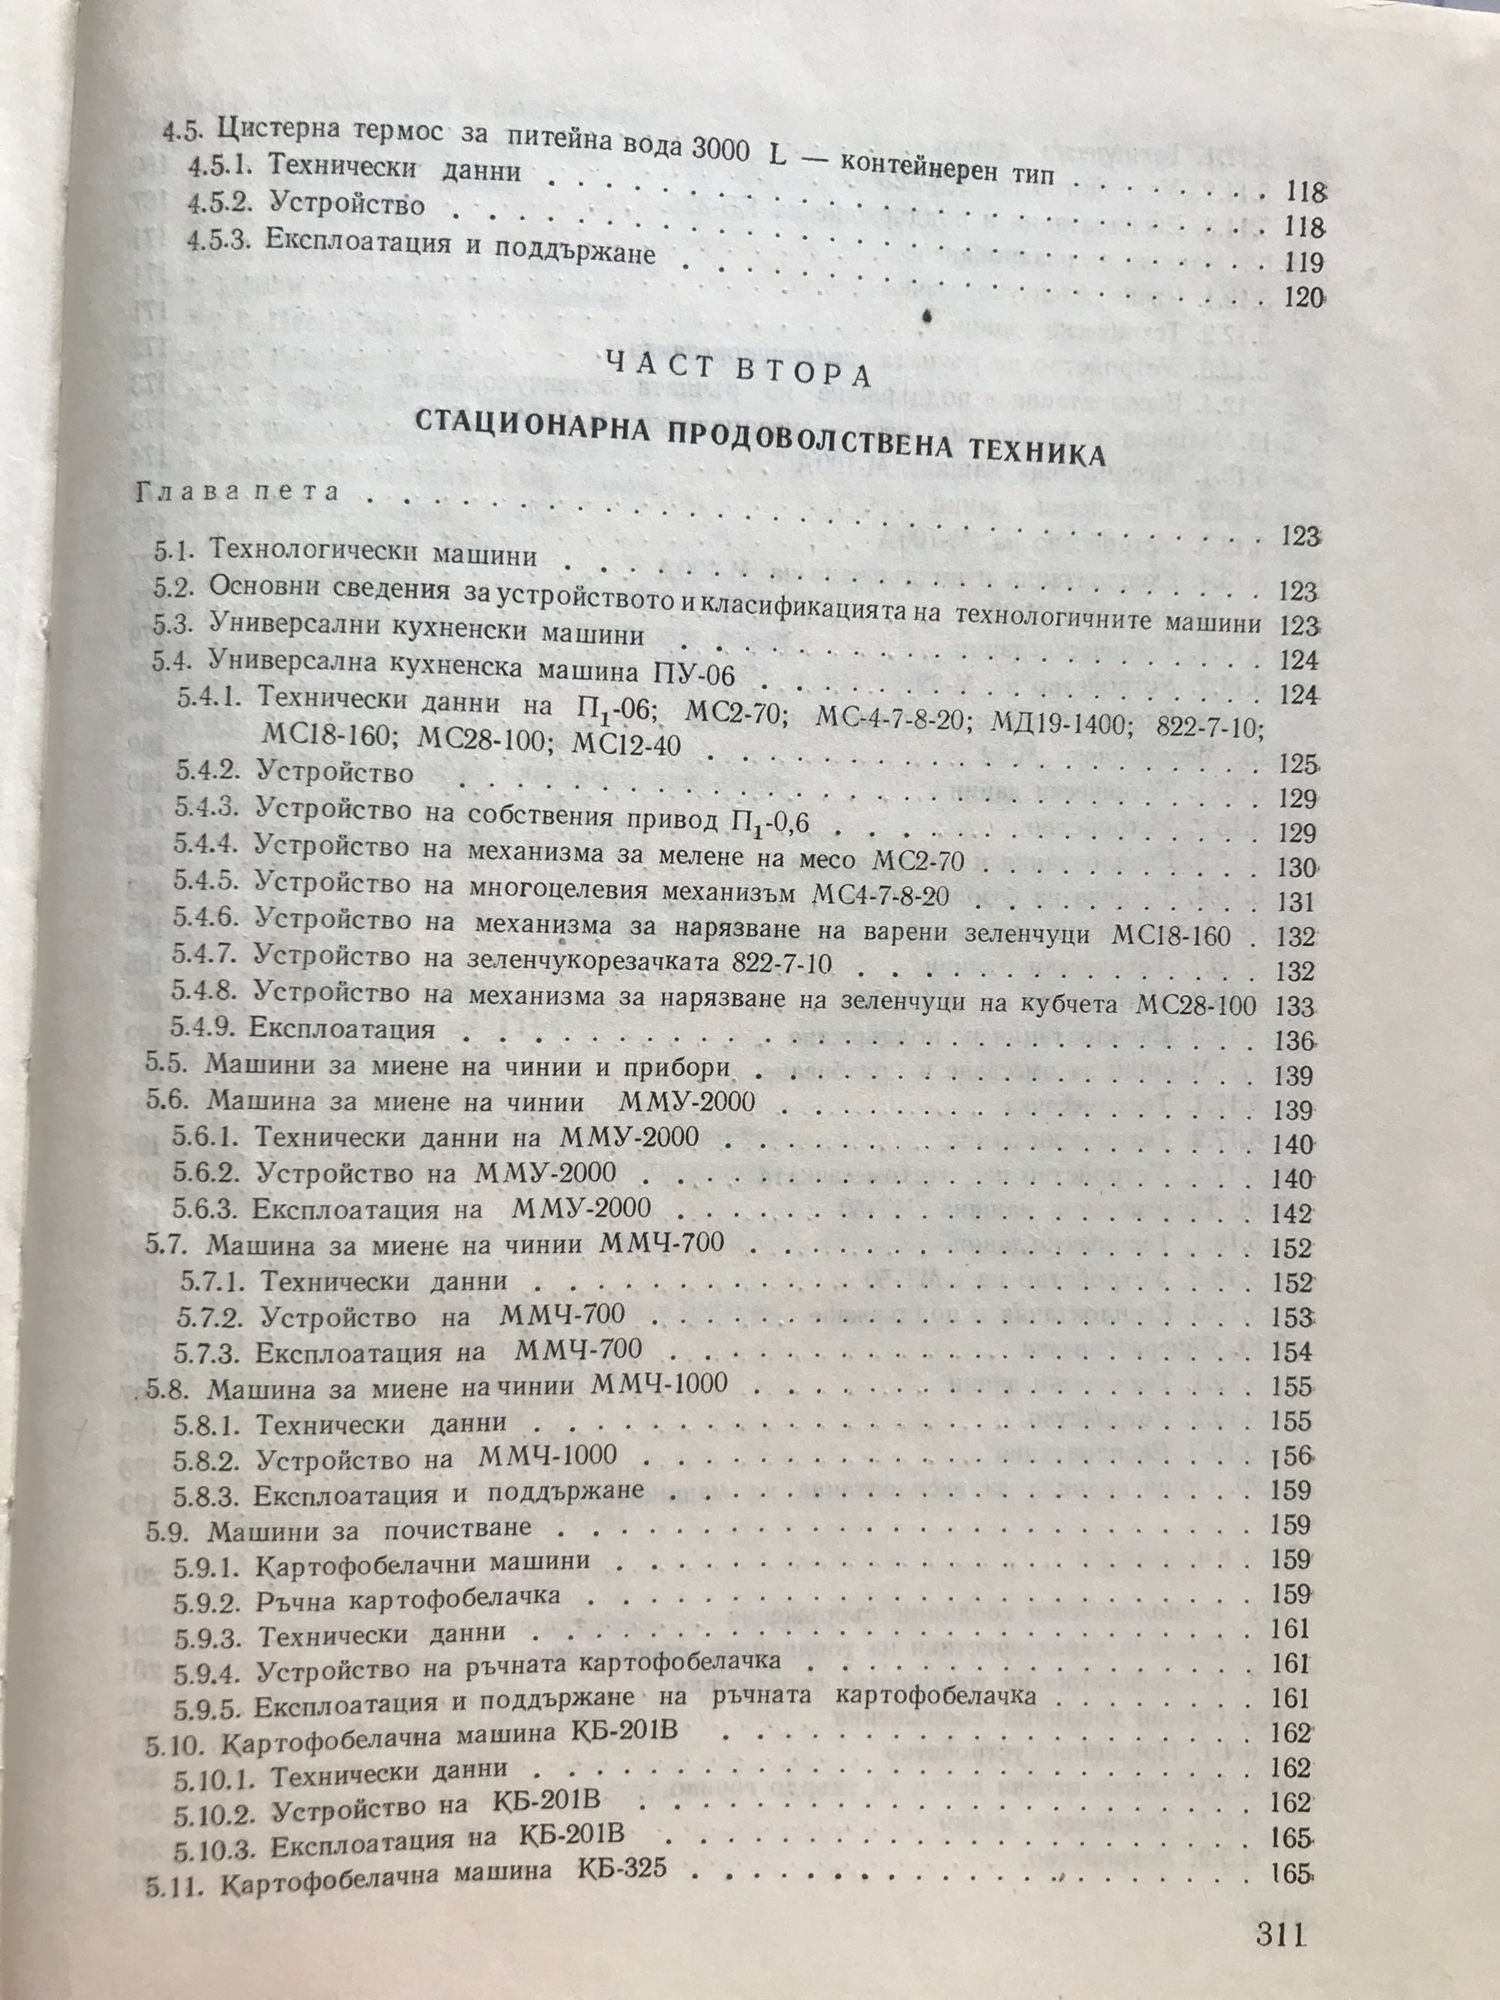 4.5. Цистерна термос за питейна вода 3000 L — контейнерен тип . . . . . . . . 118
4.5.1. Технически данни . . . . . . . . . . . . . . . . . . . . . . . 118
4.5.2. Устройство . . . . . . . . . . . . . . . . . . . . . . . . . . 119
4.5.3. Експлоатация и поддържане . . . . . . . . . . . . . . . . . . . 120
ЧАСТ ВТОРА
СТАЦИОНАРНА ПРОДОВОЛСТВЕНА ТЕХНИКА
Глава пета . . . . . . . . . . . . . . . . . . . . . . . . . . . . . 123
5.1. Технологически машини . . . . . . . . . . . . . . . . . . . . . . 123
5.2. Основни сведения за устройството и класификацията на технологичните машини 123
5.3. Универсални кухненски машини . . . . . . . . . . . . . . . . . . . 124
5.4. Универсална кухненска машина ПУ-06 . . . . . . . . . . . . . . . . 124
5.4.1. Технически данни на П₁-06; МС2-70; МС-4-7-8-20; МД19-1400; 822-7-10;
МС18-160; МС28-100; МС12-40 . . . . . . . . . . . . . . . . . . . 125
5.4.2. Устройство . . . . . . . . . . . . . . . . . . . . . . . . . . 129
5.4.3. Устройство на собствения привод П₁-0,6 . . . . . . . . . . . . . 129
5.4.4. Устройство на механизма за мелене на месо МС2-70 . . . . . . . . . 130
5.4.5. Устройство на многоцелевия механизъм МС4-7-8-20 . . . . . . . . . 131
5.4.6. Устройство на механизма за нарязване на варени зеленчуци МС18-160 . 132
5.4.7. Устройство на зеленчукорезачката 822-7-10 . . . . . . . . . . . . 132
5.4.8. Устройство на механизма за нарязване на зеленчуци на кубчета МС28-100 133
5.4.9. Експлоатация . . . . . . . . . . . . . . . . . . . . . . . . . 136
5.5. Машини за миене на чинии и прибори . . . . . . . . . . . . . . . . 139
5.6. Машина за миене на чинии ММУ-2000 . . . . . . . . . . . . . . . . 139
5.6.1. Технически данни на ММУ-2000 . . . . . . . . . . . . . . . . . 140
5.6.2. Устройство на ММУ-2000 . . . . . . . . . . . . . . . . . . . . 140
5.6.3. Експлоатация на ММУ-2000 . . . . . . . . . . . . . . . . . . . 142
5.7. Машина за миене на чинии ММЧ-700 . . . . . . . . . . . . . . . . . 152
5.7.1. Технически данни . . . . . . . . . . . . . . . . . . . . . . . 152
5.7.2. Устройство на ММЧ-700 . . . . . . . . . . . . . . . . . . . . . 153
5.7.3. Експлоатация на ММЧ-700 . . . . . . . . . . . . . . . . . . . . 154
5.8. Машина за миене на чинии ММЧ-1000 . . . . . . . . . . . . . . . . 155
5.8.1. Технически данни . . . . . . . . . . . . . . . . . . . . . . . 155
5.8.2. Устройство на ММЧ-1000 . . . . . . . . . . . . . . . . . . . . 156
5.8.3. Експлоатация и поддържане . . . . . . . . . . . . . . . . . . . 159
5.9. Машини за почистване . . . . . . . . . . . . . . . . . . . . . . 159
5.9.1. Картофобелачни машини . . . . . . . . . . . . . . . . . . . . . 159
5.9.2. Ръчна картофобелачка . . . . . . . . . . . . . . . . . . . . . 159
5.9.3. Технически данни . . . . . . . . . . . . . . . . . . . . . . . 161
5.9.4. Устройство на ръчната картофобелачка . . . . . . . . . . . . . . 161
5.9.5. Експлоатация и поддържане на ръчната картофобелачка . . . . . . . . 161
5.10. Картофобелачна машина КБ-201В . . . . . . . . . . . . . . . . . . 162
5.10.1. Технически данни . . . . . . . . . . . . . . . . . . . . . . . 162
5.10.2. Устройство на КБ-201В . . . . . . . . . . . . . . . . . . . . 162
5.10.3. Експлоатация на КБ-201В . . . . . . . . . . . . . . . . . . . 165
5.11. Картофобелачна машина КБ-325 . . . . . . . . . . . . . . . . . . 165
311